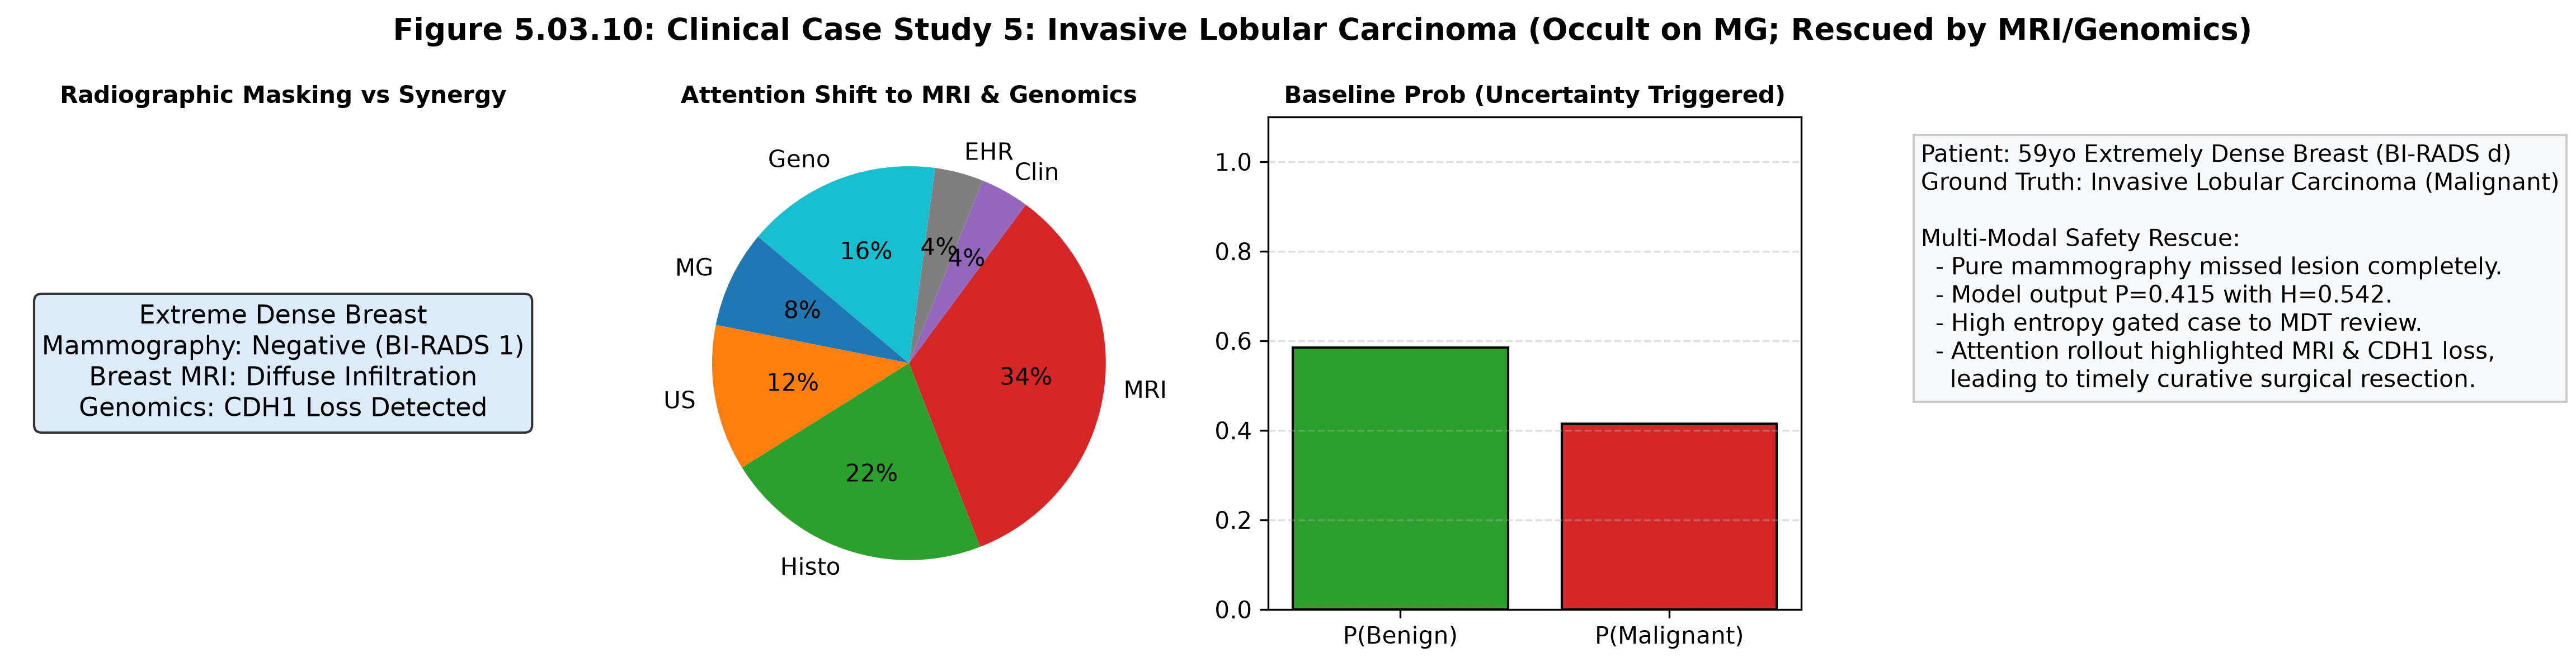 Figure 5.03.10: Clinical Case Study 5: Invasive Lobular Carcinoma (Occult on MG; Rescued by MRI/Genomics)
Radiographic Masking vs Synergy
Extreme Dense Breast
Mammography: Negative (BI-RADS 1)
Breast MRI: Diffuse Infiltration
Genomics: CDH1 Loss Detected
Attention Shift to MRI & Genomics
EHR
Geno
Clin
4%
16%
4%
MG
8%
34%
12%
MRI
US
22%
Histo
Baseline Prob (Uncertainty Triggered)
1.0
0.8
0.6
0.4
0.2
0.0
P(Benign)
P(Malignant)
Patient: 59yo Extremely Dense Breast (BI-RADS d)
Ground Truth: Invasive Lobular Carcinoma (Malignant)
Multi-Modal Safety Rescue:
- Pure mammography missed lesion completely.
- Model output P=0.415 with H=0.542.
- High entropy gated case to MDT review.
- Attention rollout highlighted MRI & CDH1 loss,
leading to timely curative surgical resection.